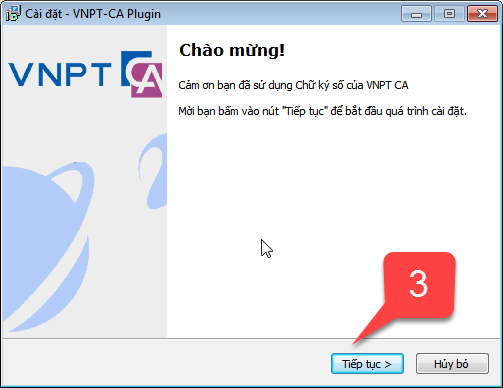 Cài đặt - VNPT-CA Plugin
VNPT CA
Chào mừng!
Cảm ơn bạn đã sử dụng Chữ ký số của VNPT CA
Mời bạn bấm vào nút "Tiếp tục" để bắt đầu quá trình cài đặt.
3
Tiếp tục >
Hủy bỏ